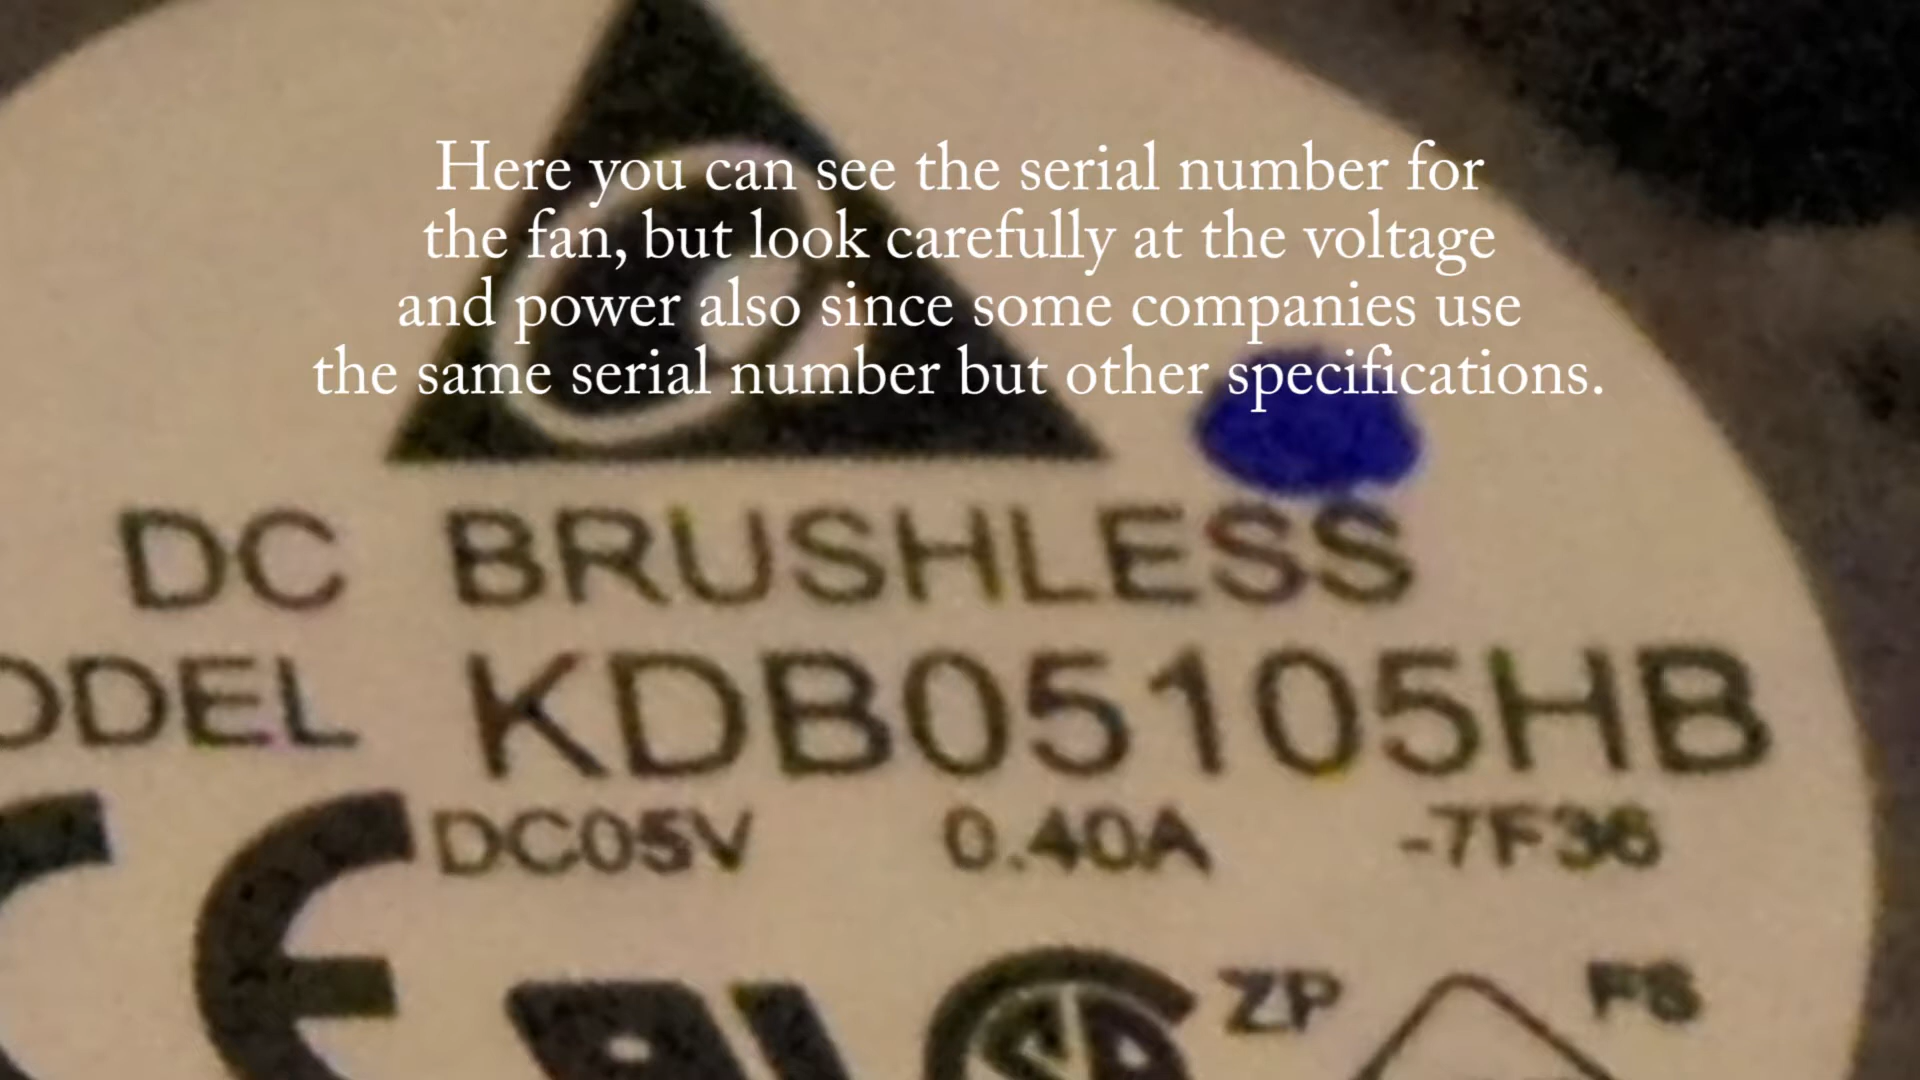 Here you can see the serial number for
the fan, but look carefully at the voltage
and power also since some companies use
the same serial number but other specifications.
DC BRUSHLESS
ODEL KDB05105HB
CE DC05V 0.40A -7F36
ZP FS